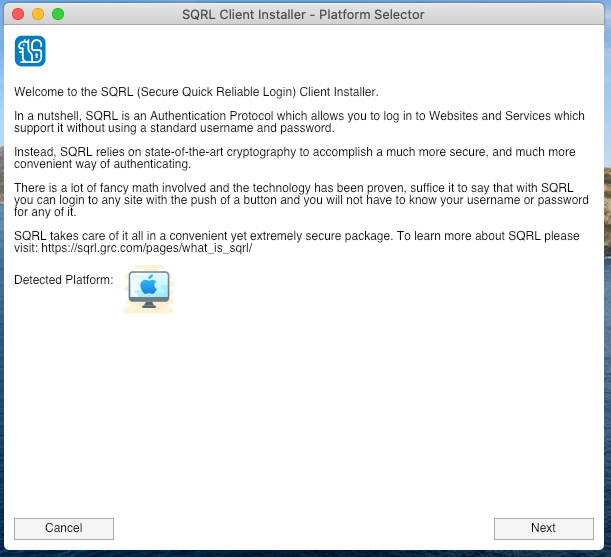 SQRL Client Installer - Platform Selector
Welcome to the SQRL (Secure Quick Reliable Login) Client Installer.
In a nutshell, SQRL is an Authentication Protocol which allows you to log in to Websites and Services which
support it without using a standard username and password.
Instead, SQRL relies on state-of-the-art cryptography to accomplish a much more secure, and much more
convenient way of authenticating.
There is a lot of fancy math involved and the technology has been proven, suffice it to say that with SQRL
you can login to any site with the push of a button and you will not have to know your username or password
for any of it.
SQRL takes care of it all in a convenient yet extremely secure package. To learn more about SQRL please
visit: https://sqrl.grc.com/pages/what_is_sqrl/
Detected Platform:
Cancel
Next